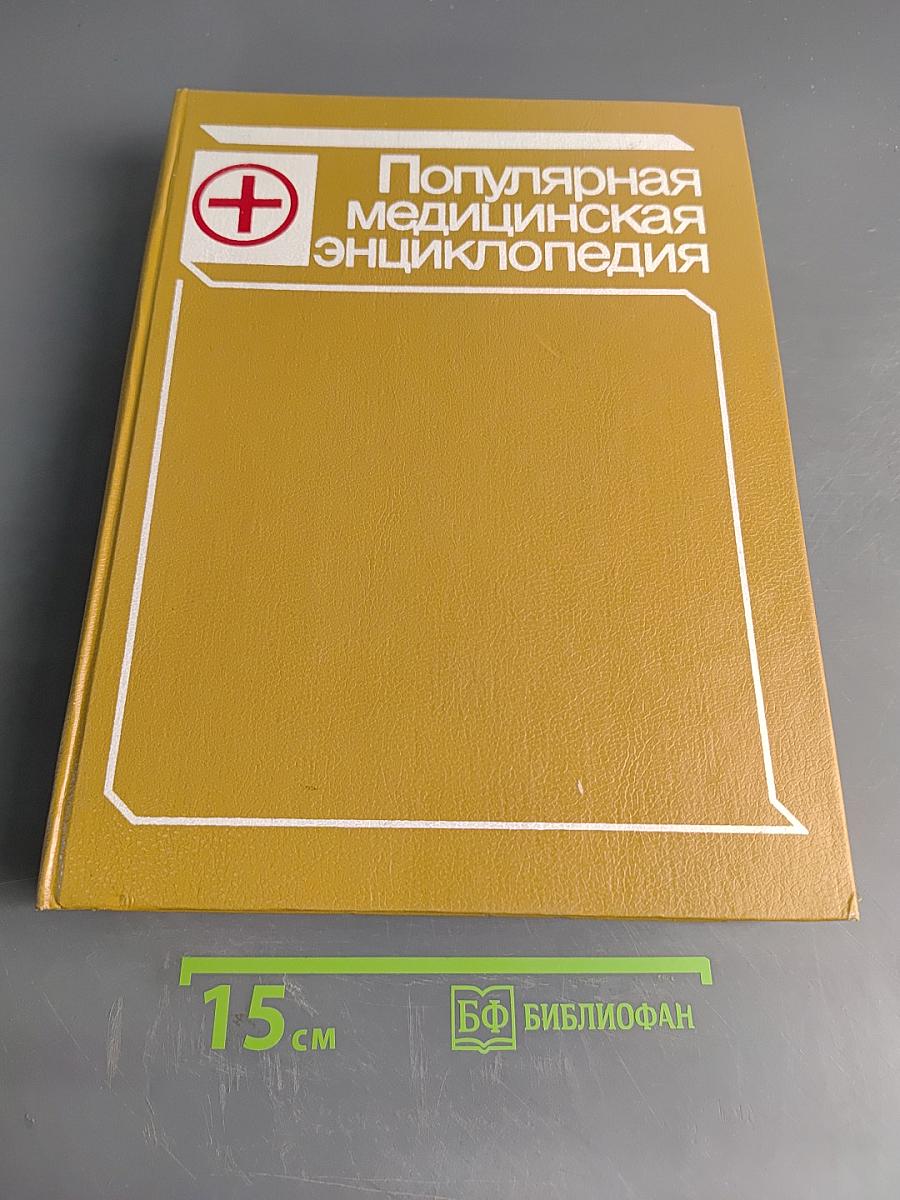 Популярная
медицинская
энциклопедия
15 см
БФ БИБЛИОФАН